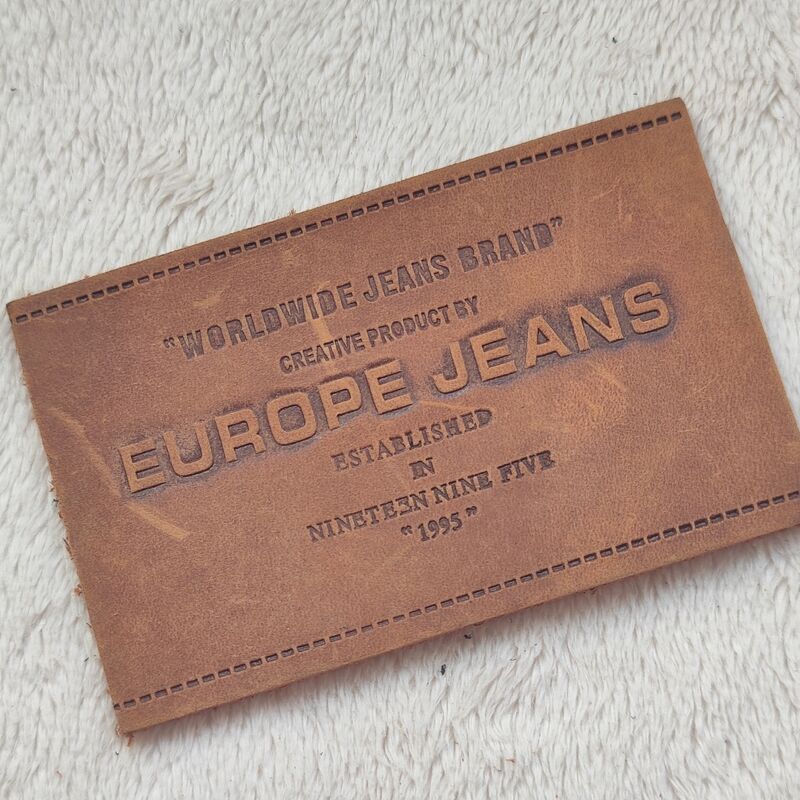 “WORLDWIDE JEANS BRAND”
CREATIVE PRODUCT BY
EUROPE JEANS
ESTABLISHED
IN
NINETEEN NINE FIVE
“1995”